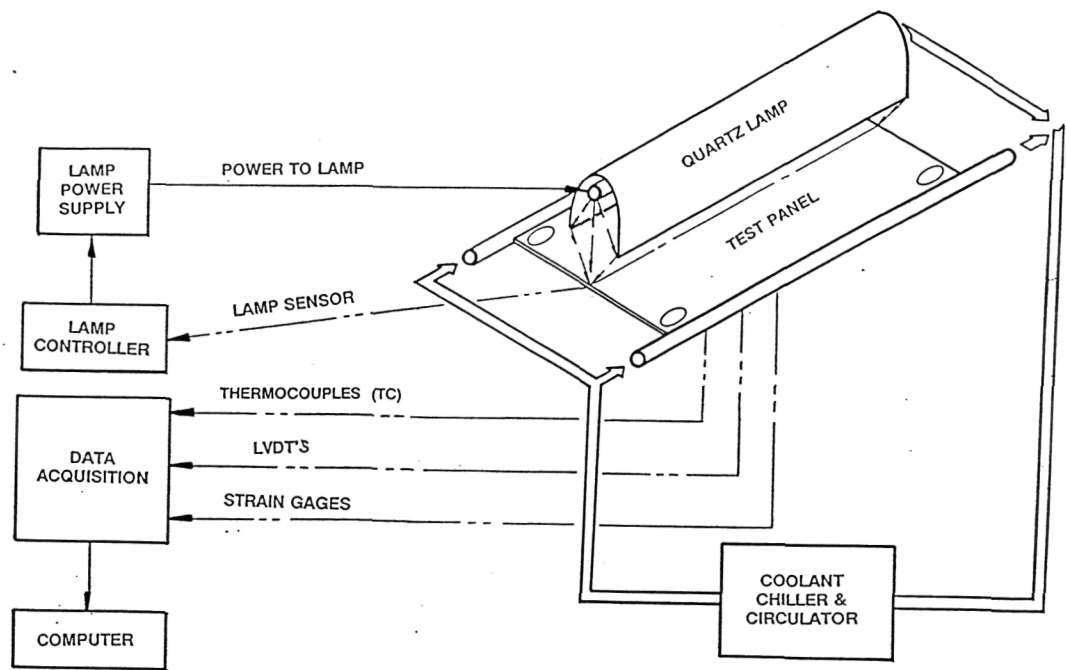 QUARTZ LAMP
LAMP
POWER
SUPPLY
POWER TO LAMP
TEST PANEL
LAMP SENSOR
LAMP
CONTROLLER
THERMOCOUPLES (TC)
LVDT'S
DATA
ACQUISITION
STRAIN GAGES
COOLANT
CHILLER &
CIRCULATOR
COMPUTER